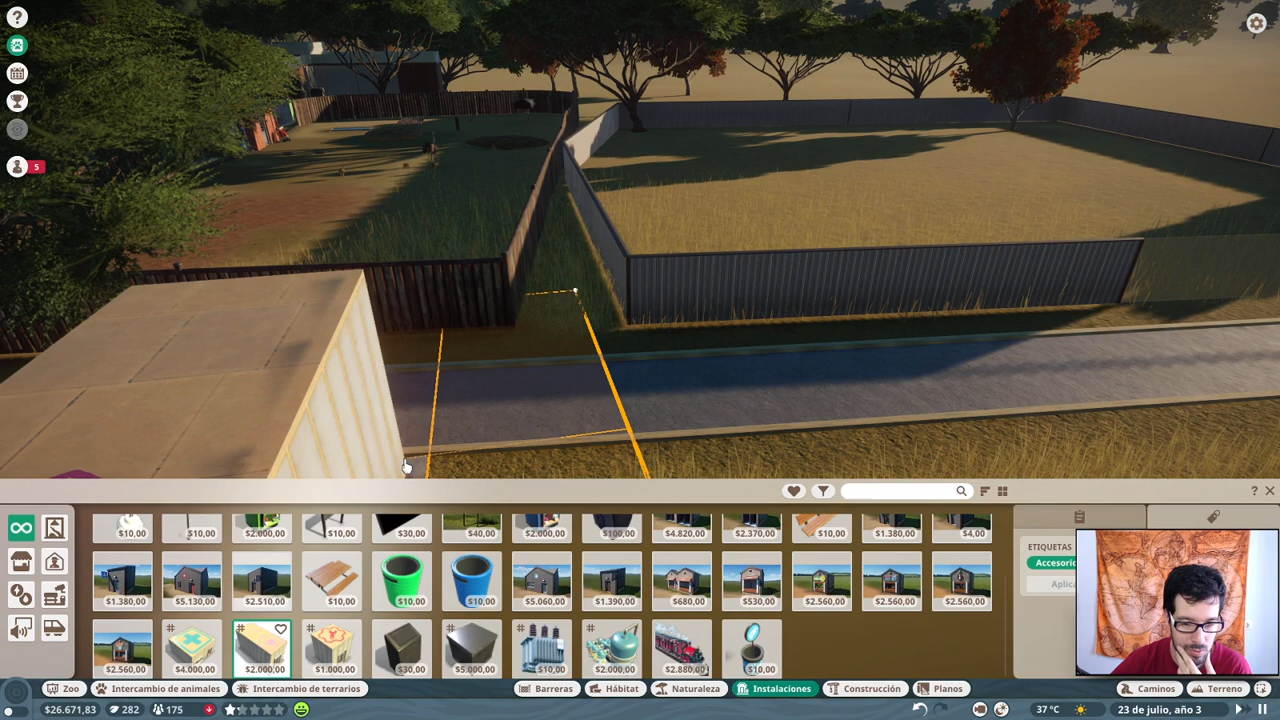 ?
5
? ×
$10,00 $10,00 $2.000,00 $10,00 $30,00 $40,00 $2.000,00 $100,00 $4.820,00 $2.370,00 $10,00 $1.380,00 $4,00
$1.380,00 $5.130,00 $2.510,00 $10,00 $10,00 $10,00 $5.060,00 $1.390,00 $680,00 $530,00 $2.560,00 $2.560,00 $2.560,00
$2.560,00 $4.000,00 $2.000,00 $1.000,00 $30,00 $5.000,00 $10,00 $2.000,00 $2.880,00 $10,00
ETIQUETAS
Accesorio
Aplica
Zoo Intercambio de animales Intercambio de terrarios Barreras Hábitat Naturaleza Instalaciones Construcción Planos Caminos Terreno
$26.671,83 282 175 37 °C 23 de julio, año 3